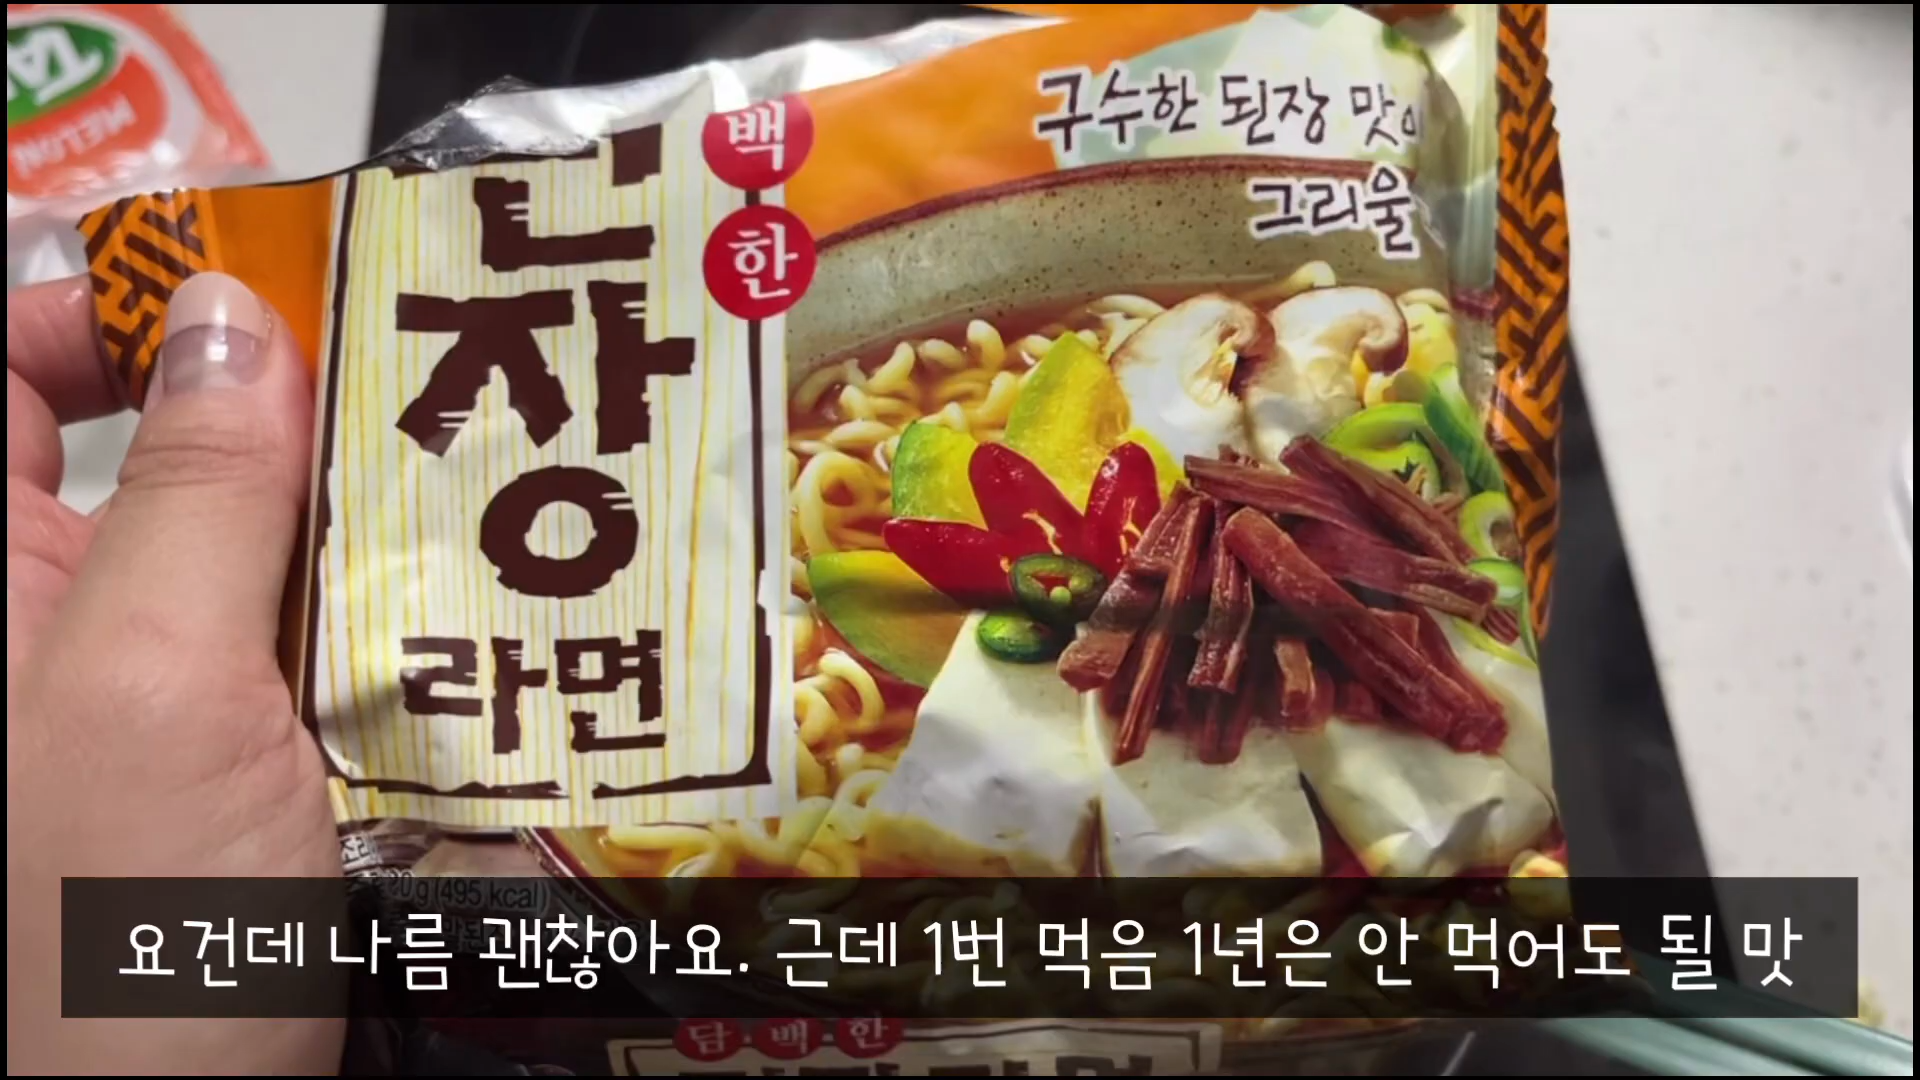 백
한
구수한 된장 맛이
그리울
장
라면
TA
MELON
(495 kcal)
요건데 나름 괜찮아요. 근데 1번 먹음 1년은 안 먹어도 될 맛
담·백·한